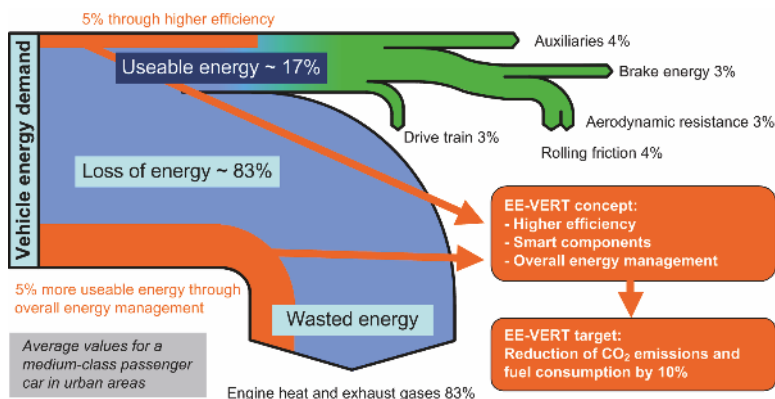 5% through higher efficiency
Vehicle energy demand
Useable energy ~ 17%
Auxiliaries 4%
Brake energy 3%
Aerodynamic resistance 3%
Drive train 3%
Rolling friction 4%
Loss of energy ~ 83%
EE-VERT concept:
- Higher efficiency
- Smart components
- Overall energy management
5% more useable energy through
overall energy management
Wasted energy
EE-VERT target:
Reduction of CO₂ emissions and
fuel consumption by 10%
Average values for a
medium-class passenger
car in urban areas
Engine heat and exhaust gases 83%